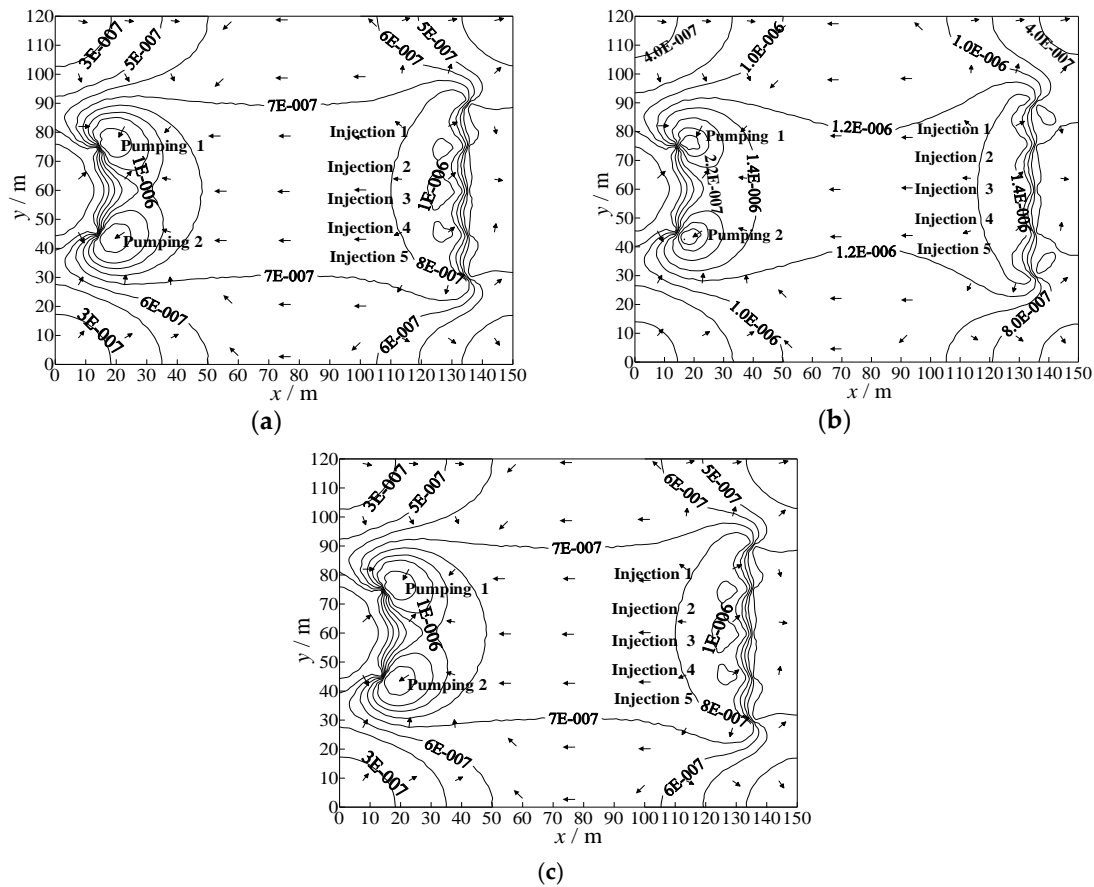 120
110
100
90
80
70
60
50
40
30
20
10
0
y / m
3E-007
5E-007
6E-007
5E-007
7E-007
Injection 1
Pumping 1
1E-006
Injection 2
Injection 3
1E-006
Injection 4
Pumping 2
Injection 5
8E-007
7E-007
6E-007
3E-007
6E-007
0 10 20 30 40 50 60 70 80 90 100 110 120 130 140 150
x / m
(a)
120
110
100
90
80
70
60
50
40
30
20
10
0
y / m
4.0E-007
1.0E-006
1.0E-006
4.0E-007
1.2E-006
Injection 1
Pumping 1
2.2E-007
1.4E-006
Injection 2
Injection 3
1.4E-006
Injection 4
Pumping 2
Injection 5
1.2E-006
1.2E-006
1.0E-006
8.0E-007
0 10 20 30 40 50 60 70 80 90 100 110 120 130 140 150
x / m
(b)
120
110
100
90
80
70
60
50
40
30
20
10
0
y / m
3E-007
5E-007
6E-007
5E-007
7E-007
Injection 1
Pumping 1
1E-006
Injection 2
Injection 3
1E-006
Injection 4
Pumping 2
Injection 5
8E-007
7E-007
6E-007
3E-007
6E-007
0 10 20 30 40 50 60 70 80 90 100 110 120 130 140 150
x / m
(c)